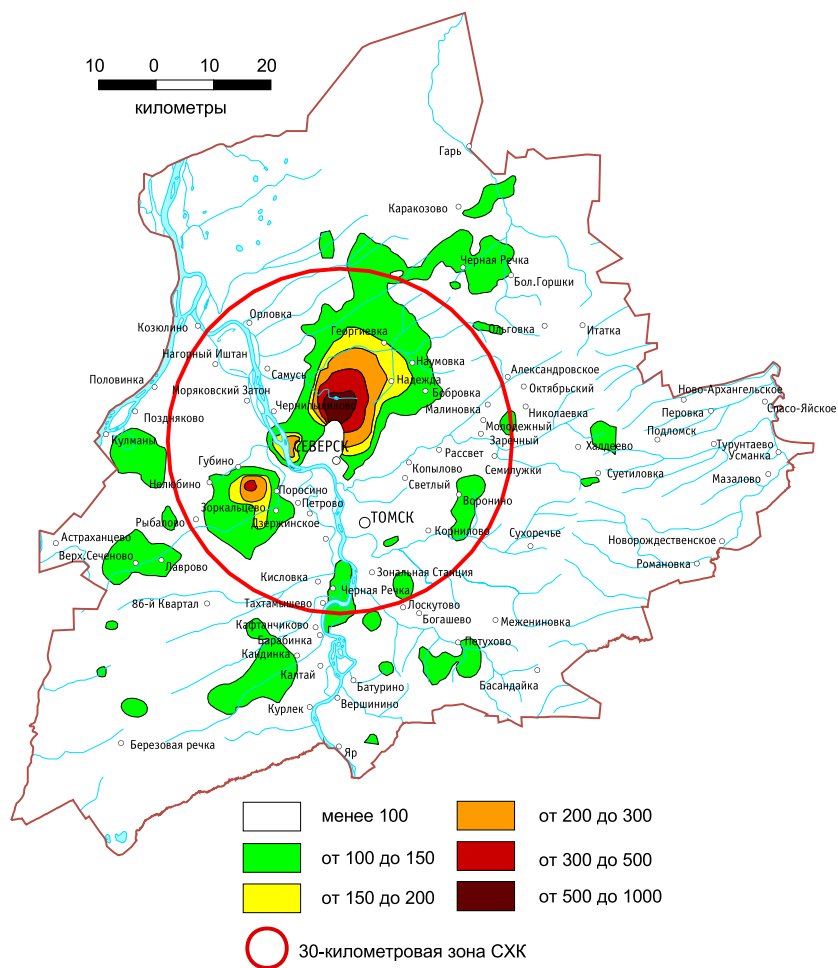 10 0 10 20
километры
Гарь
Каракозово
Черная Речка
Бол.Горшки
Орловка
Козюлино
Георгиевка
Ольговка
Итатка
Нагорный Иштан
Наумовка
Самусь
Александровское
Половинка
Надежда
Моряковский Затон
Бобровка
Октябрьский
Ново-Архангельское
Чернильщиково
Малиновка
Николаевка
Перовка
Спасо-Яйское
Поздняково
Молодежный
Кулманы
Заречный
Подломск
СЕВЕРСК
Рассвет
Халдеево
Турунтаево
Губино
Копылово
Семилужки
Усманка
Нелюбино
Светлый
Суетиловка
Мазалово
Поросино
Петрово
Воронино
Зоркальцево
Рыбалово
Дзержинское
ТОМСК
Корнилово
Сухоречье
Астраханцево
Новорождественское
Верх.Сеченово
Лаврово
Зональная Станция
Романовка
Кисловка
Черная Речка
86-й Квартал
Тахтамышево
Лоскутово
Богашево
Межениновка
Кафтанчиково
Барабинка
Петухово
Кандинка
Калтай
Батурино
Басандайка
Курлек
Вершинино
Березовая речка
Яр
менее 100
от 200 до 300
от 100 до 150
от 300 до 500
от 150 до 200
от 500 до 1000
30-километровая зона СХК